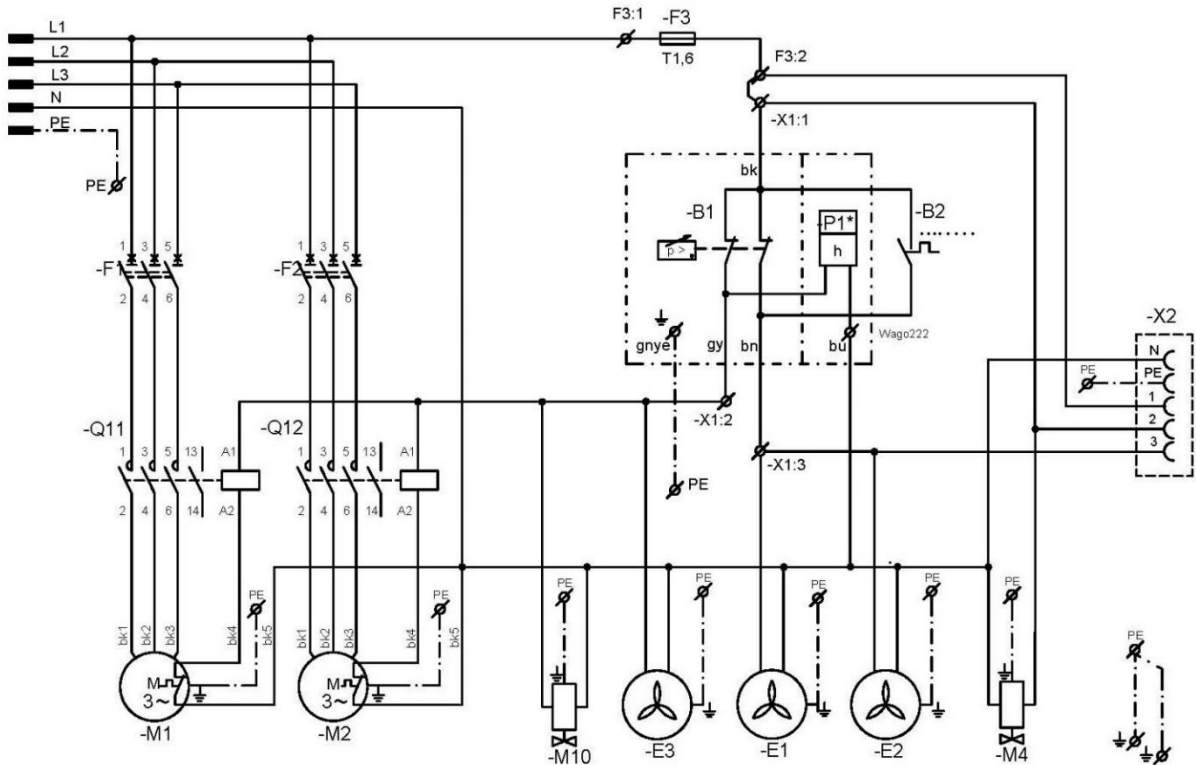 L1
L2
L3
N
PE
PE
F3:1
-F3
T1,6
F3:2
-X1:1
bk
-B1
-P1*
h
-B2
p >
Wago222
gnye
gy
bn
bu
-X1:2
-X1:3
PE
-X2
N
PE
1
2
3
PE
1 3 5
-F1
2 4 6
1 3 5
-F2
2 4 6
-Q11
1 3 5 13 A1
2 4 6 14 A2
-Q12
1 3 5 13 A1
2 4 6 14 A2
bk1 bk2 bk3 bk4 bk5
PE
M
3~
-M1
bk1 bk2 bk3 bk4 bk5
PE
M
3~
-M2
PE
-M10
PE
-E3
PE
-E1
PE
-E2
PE
-M4
PE